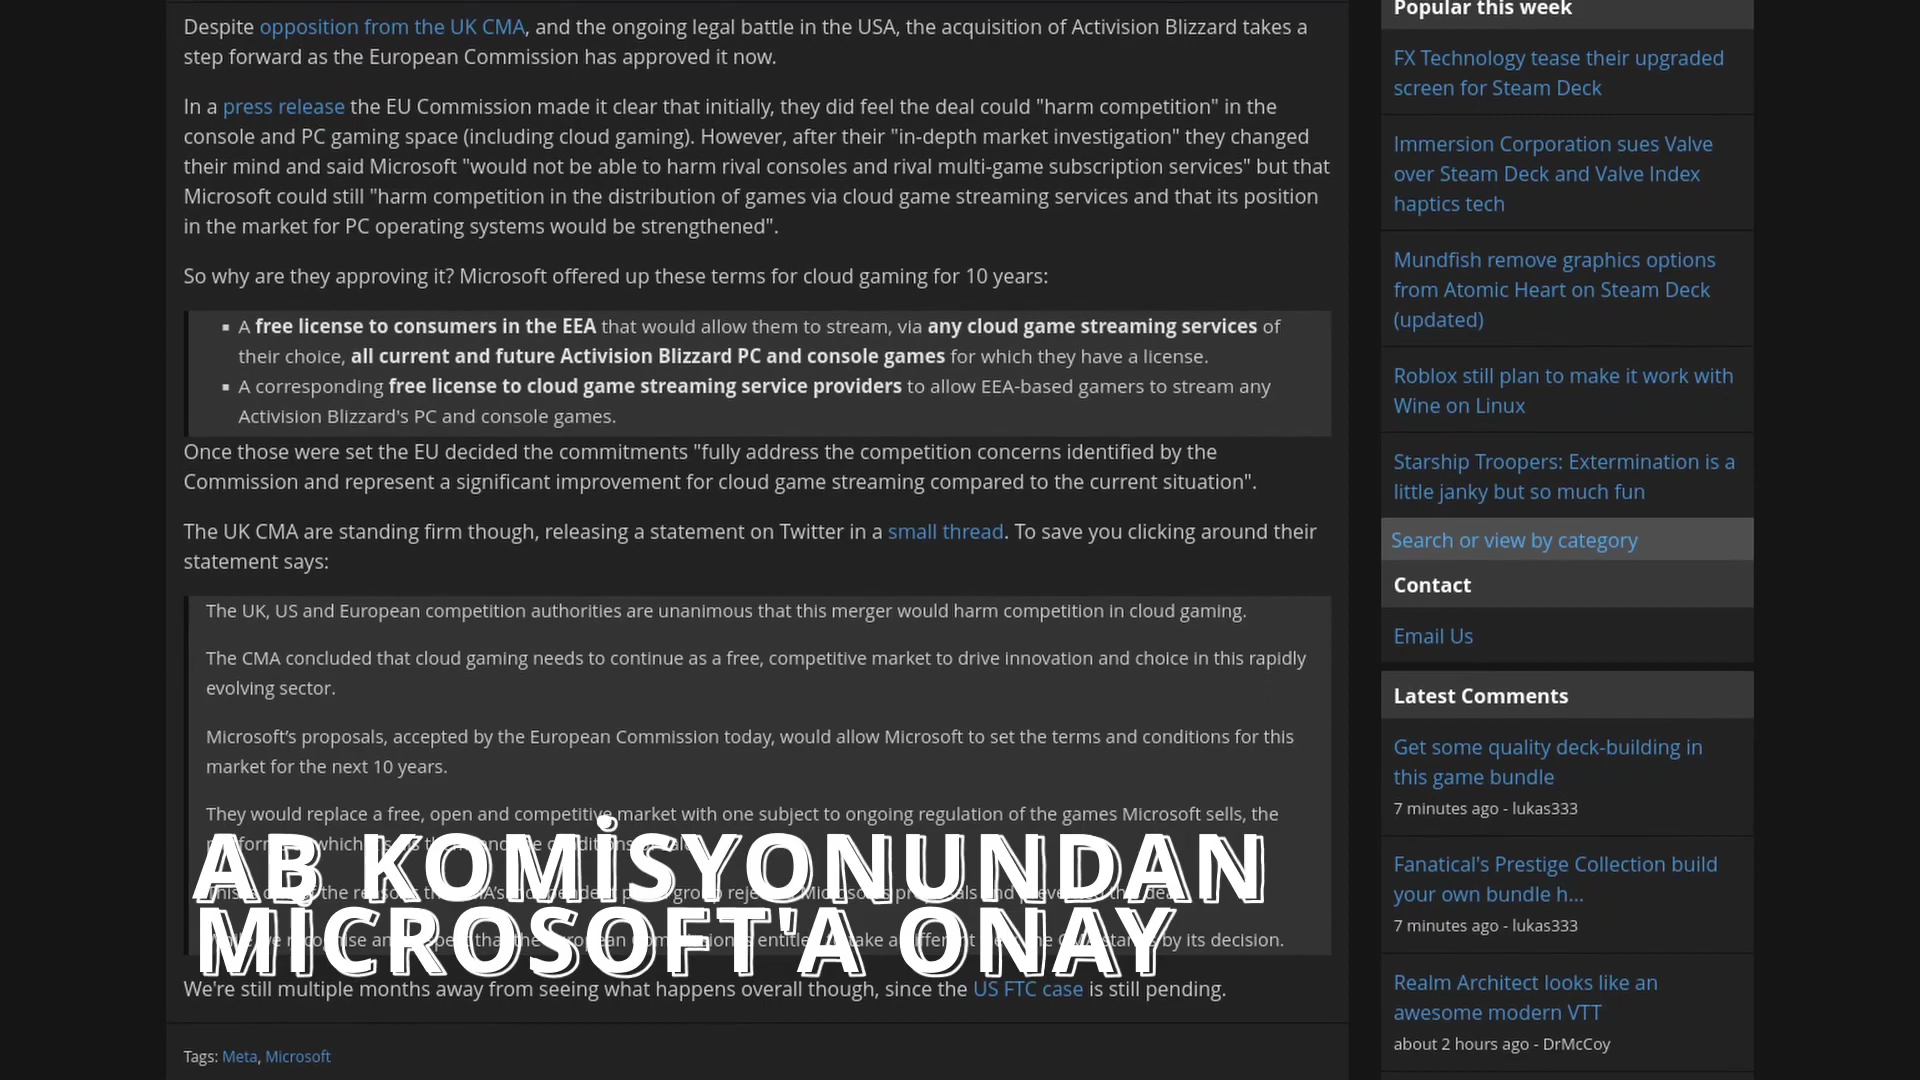 Despite opposition from the UK CMA, and the ongoing legal battle in the USA, the acquisition of Activision Blizzard takes a
step forward as the European Commission has approved it now.
In a press release the EU Commission made it clear that initially, they did feel the deal could "harm competition" in the
console and PC gaming space (including cloud gaming). However, after their "in-depth market investigation" they changed
their mind and said Microsoft "would not be able to harm rival consoles and rival multi-game subscription services" but that
Microsoft could still "harm competition in the distribution of games via cloud game streaming services and that its position
in the market for PC operating systems would be strengthened".
So why are they approving it? Microsoft offered up these terms for cloud gaming for 10 years:
▪ A free license to consumers in the EEA that would allow them to stream, via any cloud game streaming services of
their choice, all current and future Activision Blizzard PC and console games for which they have a license.
▪ A corresponding free license to cloud game streaming service providers to allow EEA-based gamers to stream any
Activision Blizzard's PC and console games.
Once those were set the EU decided the commitments "fully address the competition concerns identified by the
Commission and represent a significant improvement for cloud game streaming compared to the current situation".
The UK CMA are standing firm though, releasing a statement on Twitter in a small thread. To save you clicking around their
statement says:
The UK, US and European competition authorities are unanimous that this merger would harm competition in cloud gaming.
The CMA concluded that cloud gaming needs to continue as a free, competitive market to drive innovation and choice in this rapidly
evolving sector.
Microsoft's proposals, accepted by the European Commission today, would allow Microsoft to set the terms and conditions for this
market for the next 10 years.
They would replace a free, open and competitive market with one subject to ongoing regulation of the games Microsoft sells, the
which
the
by its decision.
AB KOMİSYONUNDAN
MİCROSOFT'A ONAY
We're still multiple months away from seeing what happens overall though, since the US FTC case is still pending.
Tags: Meta, Microsoft
Popular this week
FX Technology tease their upgraded
screen for Steam Deck
Immersion Corporation sues Valve
over Steam Deck and Valve Index
haptics tech
Mundfish remove graphics options
from Atomic Heart on Steam Deck
(updated)
Roblox still plan to make it work with
Wine on Linux
Starship Troopers: Extermination is a
little janky but so much fun
Search or view by category
Contact
Email Us
Latest Comments
Get some quality deck-building in
this game bundle
7 minutes ago - lukas333
Fanatical's Prestige Collection build
your own bundle h...
7 minutes ago - lukas333
Realm Architect looks like an
awesome modern VTT
about 2 hours ago - DrMcCoy